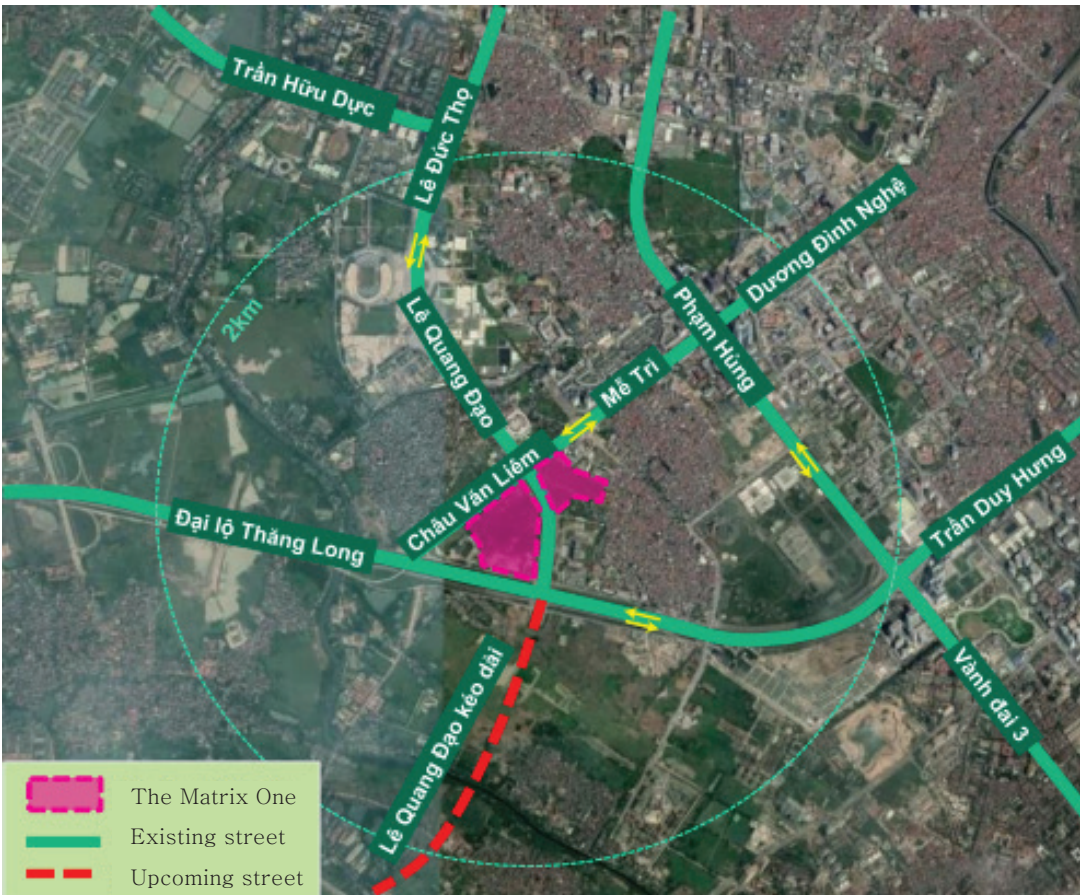 Trần Hữu Dực
Lê Đức Thọ
Dương Đình Nghệ
2km
Lê Quang Đạo
Phạm Hùng
Mễ Trì
Châu Văn Liêm
Trần Duy Hưng
Đại lộ Thăng Long
Vành đai 3
Lê Quang Đạo kéo dài
The Matrix One
Existing street
Upcoming street